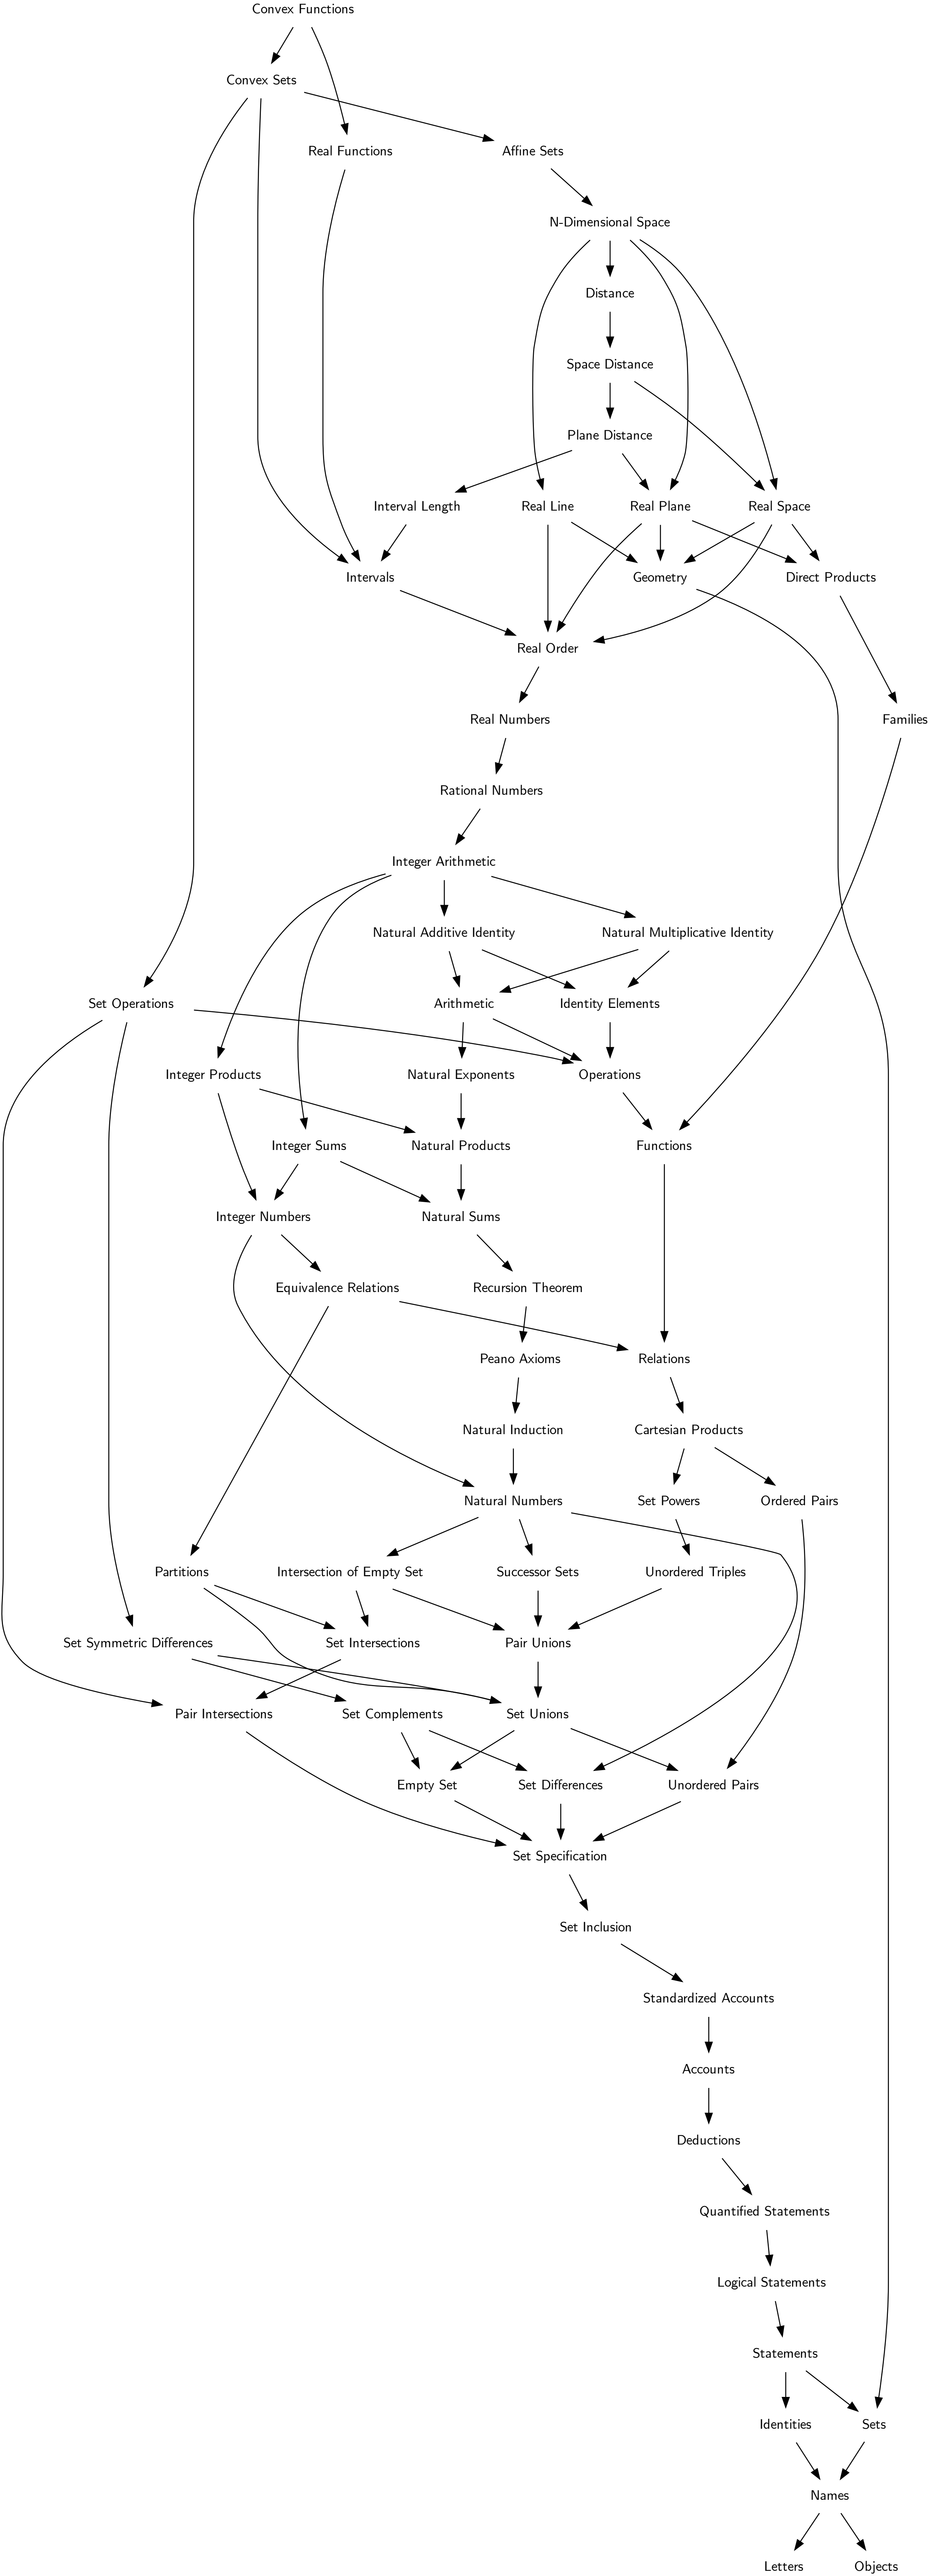 Convex Functions
Convex Sets
Real Functions
Affine Sets
N-Dimensional Space
Distance
Space Distance
Plane Distance
Interval Length
Real Line
Real Plane
Real Space
Intervals
Geometry
Direct Products
Real Order
Real Numbers
Families
Rational Numbers
Integer Arithmetic
Natural Additive Identity
Natural Multiplicative Identity
Set Operations
Arithmetic
Identity Elements
Integer Products
Natural Exponents
Operations
Integer Sums
Natural Products
Functions
Integer Numbers
Natural Sums
Equivalence Relations
Recursion Theorem
Peano Axioms
Relations
Natural Induction
Cartesian Products
Natural Numbers
Set Powers
Ordered Pairs
Partitions
Intersection of Empty Set
Successor Sets
Unordered Triples
Set Symmetric Differences
Set Intersections
Pair Unions
Pair Intersections
Set Complements
Set Unions
Empty Set
Set Differences
Unordered Pairs
Set Specification
Set Inclusion
Standardized Accounts
Accounts
Deductions
Quantified Statements
Logical Statements
Statements
Identities
Sets
Names
Letters
Objects